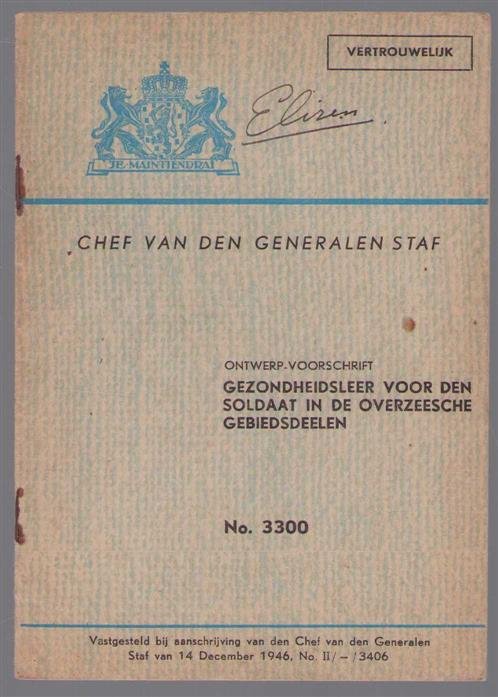 VERTROUWELIJK
Elisen
JE·MAINTIENDRAI
CHEF VAN DEN GENERALEN STAF
ONTWERP-VOORSCHRIFT
GEZONDHEIDSLEER VOOR DEN
SOLDAAT IN DE OVERZEESCHE
GEBIEDSDEELEN
No. 3300
Vastgesteld bij aanschrijving van den Chef van den Generalen
Staf van 14 December 1946, No. II/—/3406